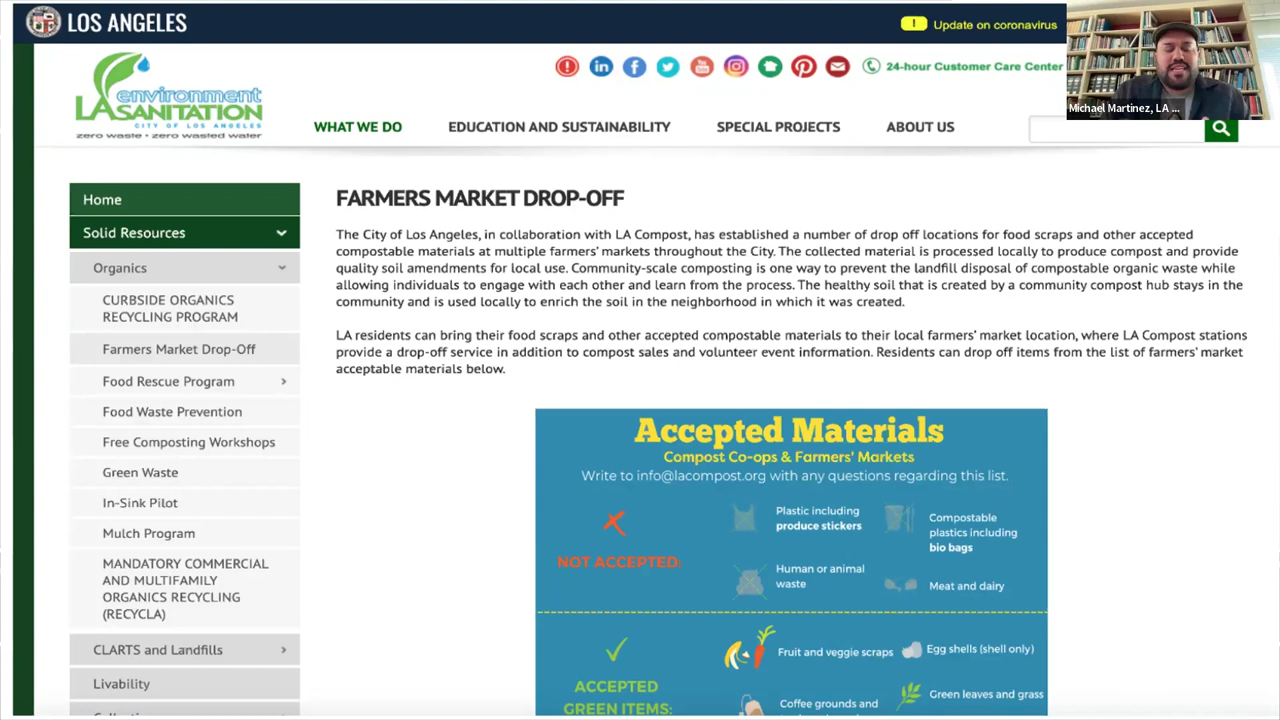 LOS ANGELES
! Update on coronavirus
Michael Martinez, LA ...
environment
LASANITATION
CITY OF LOS ANGELES
zero waste • zero wasted water
24-hour Customer Care Center
WHAT WE DO
EDUCATION AND SUSTAINABILITY
SPECIAL PROJECTS
ABOUT US
Home
Solid Resources
Organics
CURBSIDE ORGANICS
RECYCLING PROGRAM
Farmers Market Drop-Off
Food Rescue Program
Food Waste Prevention
Free Composting Workshops
Green Waste
In-Sink Pilot
Mulch Program
MANDATORY COMMERCIAL
AND MULTIFAMILY
ORGANICS RECYCLING
(RECYCLA)
CLARTS and Landfills
Livability
FARMERS MARKET DROP-OFF
The City of Los Angeles, in collaboration with LA Compost, has established a number of drop off locations for food scraps and other accepted
compostable materials at multiple farmers' markets throughout the City. The collected material is processed locally to produce compost and provide
quality soil amendments for local use. Community-scale composting is one way to prevent the landfill disposal of compostable organic waste while
allowing individuals to engage with each other and learn from the process. The healthy soil that is created by a community compost hub stays in the
community and is used locally to enrich the soil in the neighborhood in which it was created.
LA residents can bring their food scraps and other accepted compostable materials to their local farmers' market location, where LA Compost stations
provide a drop-off service in addition to compost sales and volunteer event information. Residents can drop off items from the list of farmers' market
acceptable materials below.
Accepted Materials
Compost Co-ops & Farmers' Markets
Write to info@lacompost.org with any questions regarding this list.
NOT ACCEPTED:
Plastic including
produce stickers
Compostable
plastics including
bio bags
Human or animal
waste
Meat and dairy
ACCEPTED
GREEN ITEMS:
Fruit and veggie scraps
Egg shells (shell only)
Coffee grounds and
Green leaves and grass